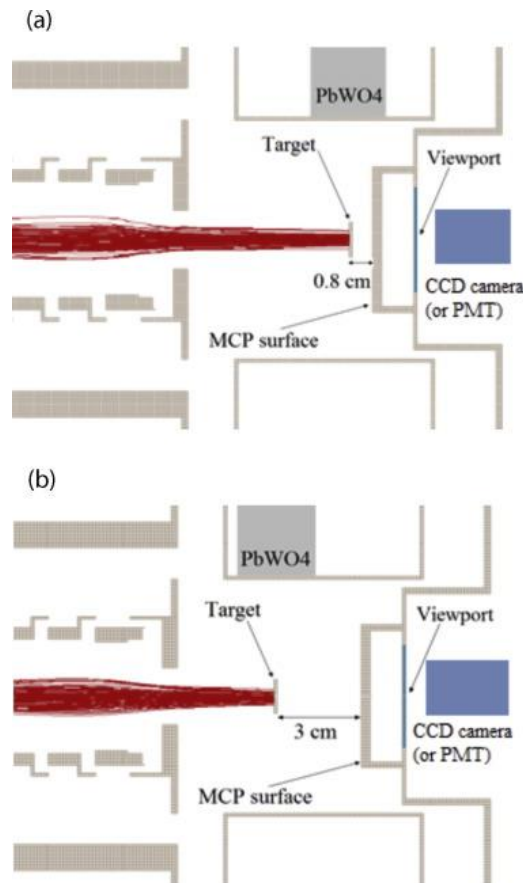 (a)
PbWO4
Target
Viewport
0.8 cm
CCD camera
(or PMT)
MCP surface
(b)
PbWO4
Target
Viewport
3 cm
CCD camera
(or PMT)
MCP surface